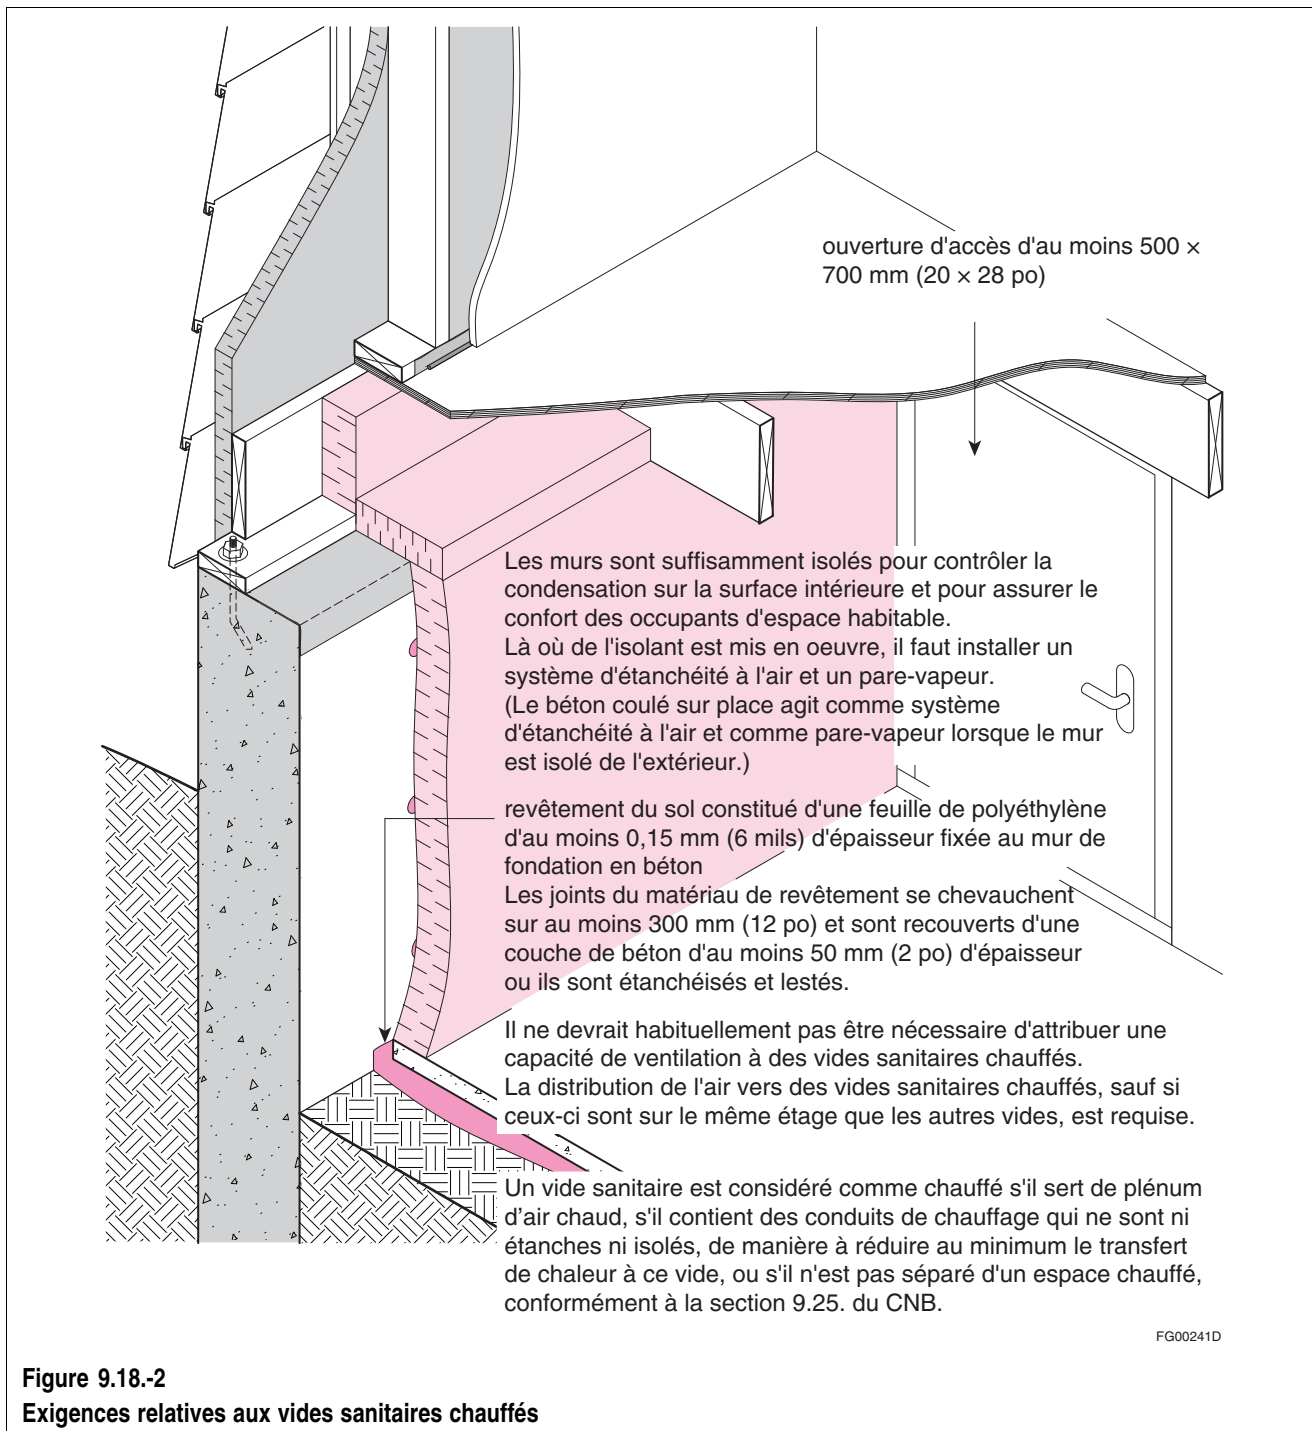 ouverture d'accès d'au moins 500 ×
700 mm (20 × 28 po)
Les murs sont suffisamment isolés pour contrôler la
condensation sur la surface intérieure et pour assurer le
confort des occupants d'espace habitable.
Là où de l'isolant est mis en oeuvre, il faut installer un
système d'étanchéité à l'air et un pare-vapeur.
(Le béton coulé sur place agit comme système
d'étanchéité à l'air et comme pare-vapeur lorsque le mur
est isolé de l'extérieur.)
revêtement du sol constitué d'une feuille de polyéthylène
d'au moins 0,15 mm (6 mils) d'épaisseur fixée au mur de
fondation en béton
Les joints du matériau de revêtement se chevauchent
sur au moins 300 mm (12 po) et sont recouverts d'une
couche de béton d'au moins 50 mm (2 po) d'épaisseur
ou ils sont étanchéisés et lestés.
Il ne devrait habituellement pas être nécessaire d'attribuer une
capacité de ventilation à des vides sanitaires chauffés.
La distribution de l'air vers des vides sanitaires chauffés, sauf si
ceux-ci sont sur le même étage que les autres vides, est requise.
Un vide sanitaire est considéré comme chauffé s'il sert de plénum
d’air chaud, s'il contient des conduits de chauffage qui ne sont ni
étanches ni isolés, de manière à réduire au minimum le transfert
de chaleur à ce vide, ou s'il n'est pas séparé d'un espace chauffé,
conformément à la section 9.25. du CNB.
FG00241D
Figure 9.18.-2
Exigences relatives aux vides sanitaires chauffés